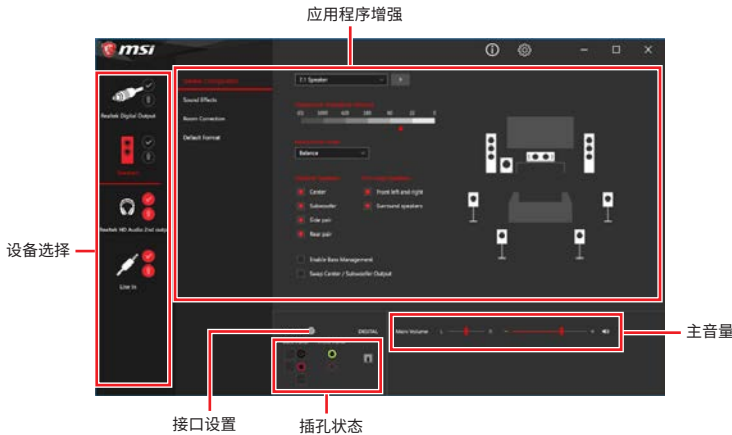 应用程序增强
msi
7.1 Speaker
Sound Effects
Room Correction
Default Format
Realtek Digital Output
Balance
Center
Front left and right
Subwoofer
Surround speakers
Side pair
Rear pair
Enable Bass Management
Swap Center / Subwoofer Output
Realtek HD Audio 2nd output
Line In
设备选择
DIGITAL
Main Volume
L
R
-
+
主音量
接口设置
插孔状态